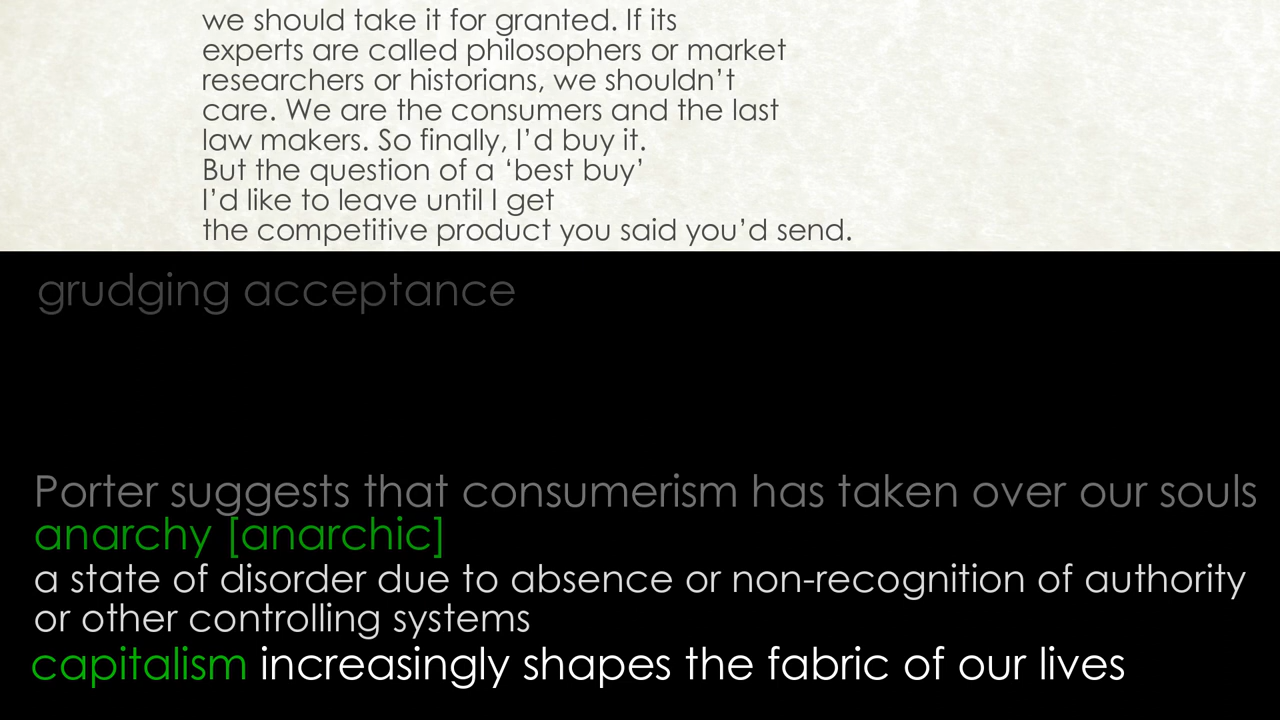 we should take it for granted. If its
experts are called philosophers or market
researchers or historians, we shouldn’t
care. We are the consumers and the last
law makers. So finally, I’d buy it.
But the question of a ‘best buy’
I’d like to leave until I get
the competitive product you said you’d send.
grudging acceptance
Porter suggests that consumerism has taken over our souls
anarchy [anarchic]
a state of disorder due to absence or non-recognition of authority
or other controlling systems
capitalism increasingly shapes the fabric of our lives